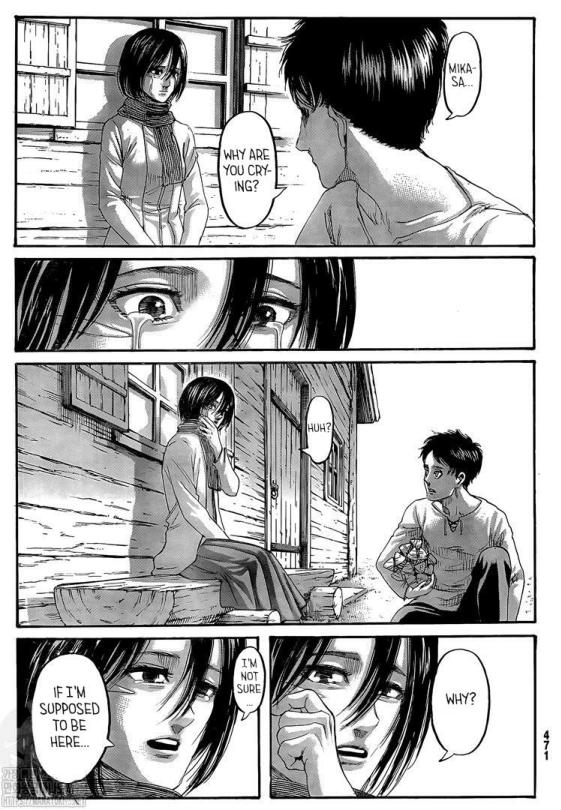 MIKA-
SA...
WHY ARE
YOU CRY-
ING?
HUH?
WHY?
I'M
NOT
SURE
...
IF I'M
SUPPOSED
TO BE
HERE...
471